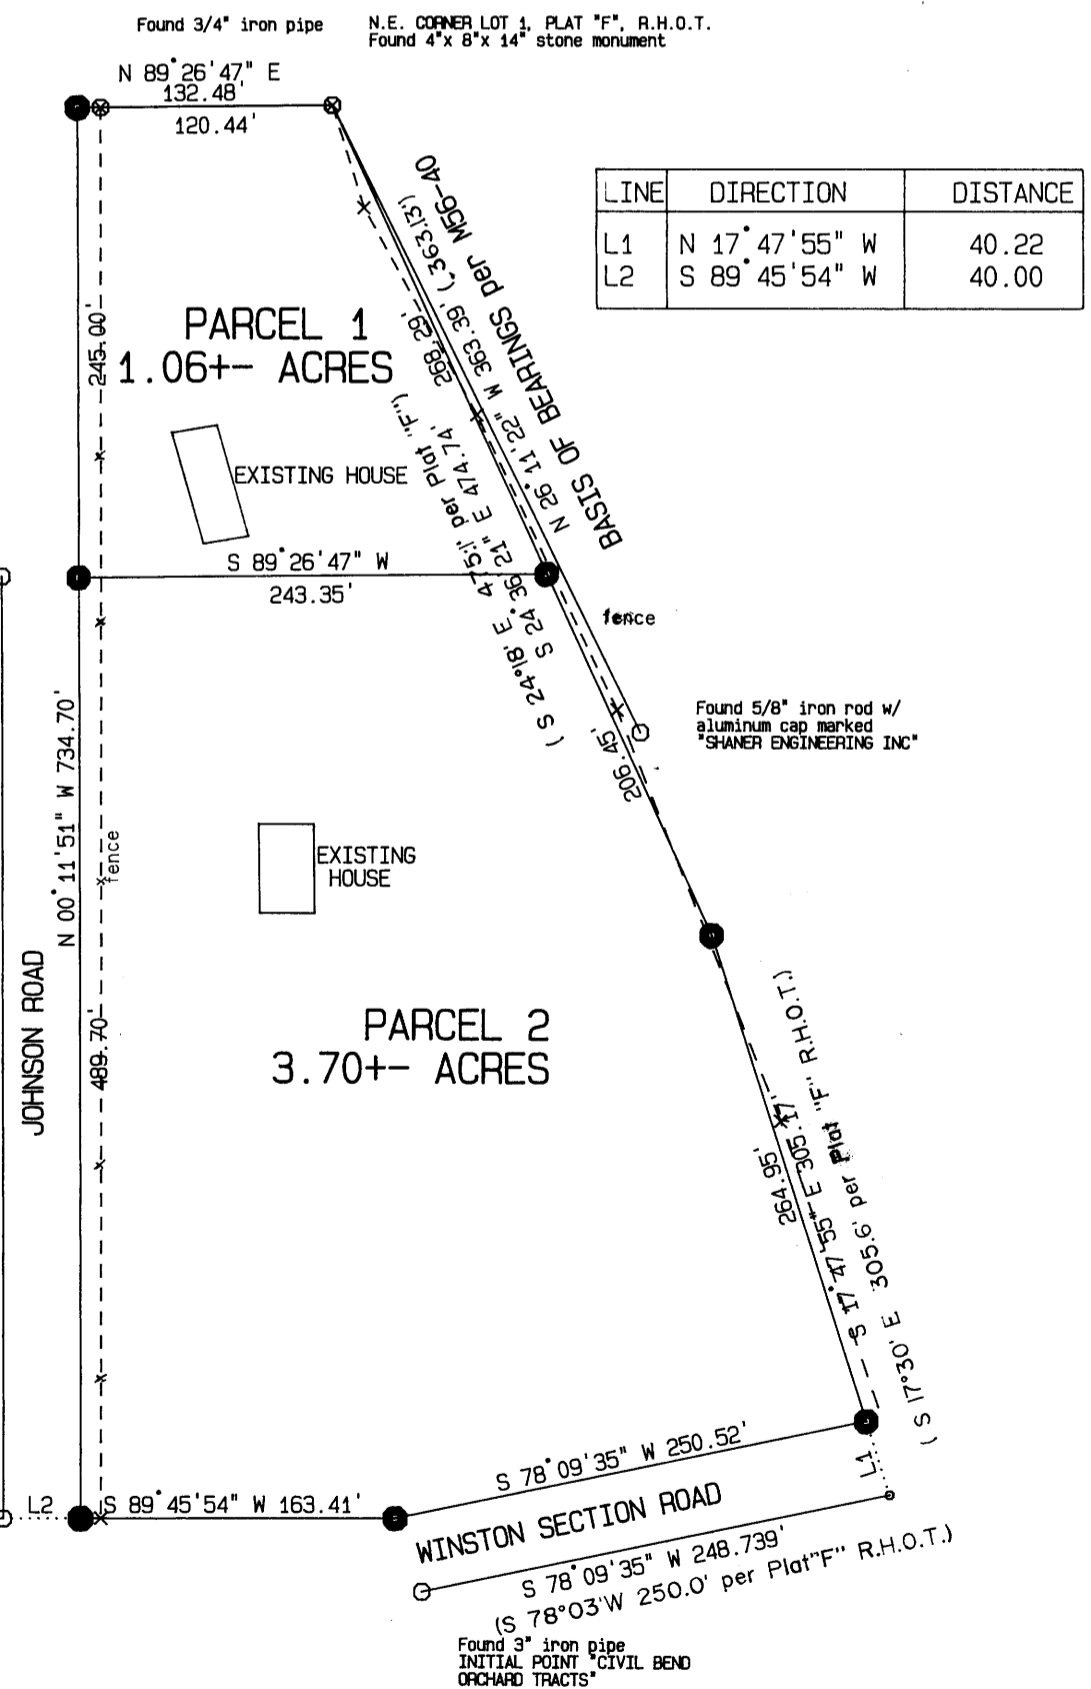 Found 3/4" iron pipe
N.E. CORNER LOT 1, PLAT "F", R.H.O.T.
Found 4"x 8"x 14" stone monument
N 89°26'47" E
132.48'
120.44'
LINE DIRECTION DISTANCE
L1 N 17°47'55" W 40.22
L2 S 89°45'54" W 40.00
BASIS OF BEARINGS per M56-40
N 26°11'22" W 363.39' (363.13')
268.29'
S 24°36'21" E 474.74'
(S 24°18' E 475.1' per Plat "F")
245.00'
PARCEL 1
1.06+- ACRES
EXISTING HOUSE
S 89°26'47" W
243.35'
fence
Found 5/8" iron rod w/
aluminum cap marked
"SHANER ENGINEERING INC"
206.45'
N 00°11'51" W 734.70'
fence
EXISTING
HOUSE
JOHNSON ROAD
489.70'
PARCEL 2
3.70+- ACRES
264.95'
S 17°47'55" E 305.17'
(S 17°30' E 305.6' per Plat "F" R.H.O.T.)
L1
S 78°09'35" W 250.52'
L2
S 89°45'54" W 163.41'
WINSTON SECTION ROAD
S 78°09'35" W 248.739'
(S 78°03'W 250.0' per Plat"F" R.H.O.T.)
Found 3" iron pipe
INITIAL POINT "CIVIL BEND
ORCHARD TRACTS"